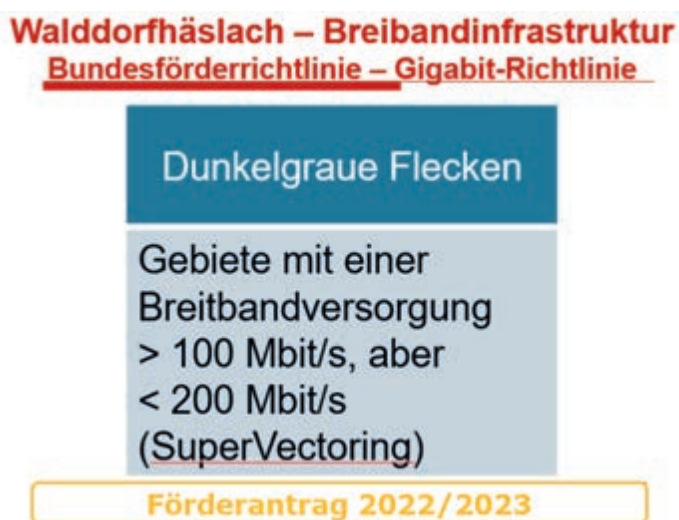 Walddorfhäslach – Breibandinfrastruktur
Bundesförderrichtlinie – Gigabit-Richtlinie
Dunkelgraue Flecken
Gebiete mit einer
Breitbandversorgung
> 100 Mbit/s, aber
< 200 Mbit/s
(SuperVectoring)
Förderantrag 2022/2023